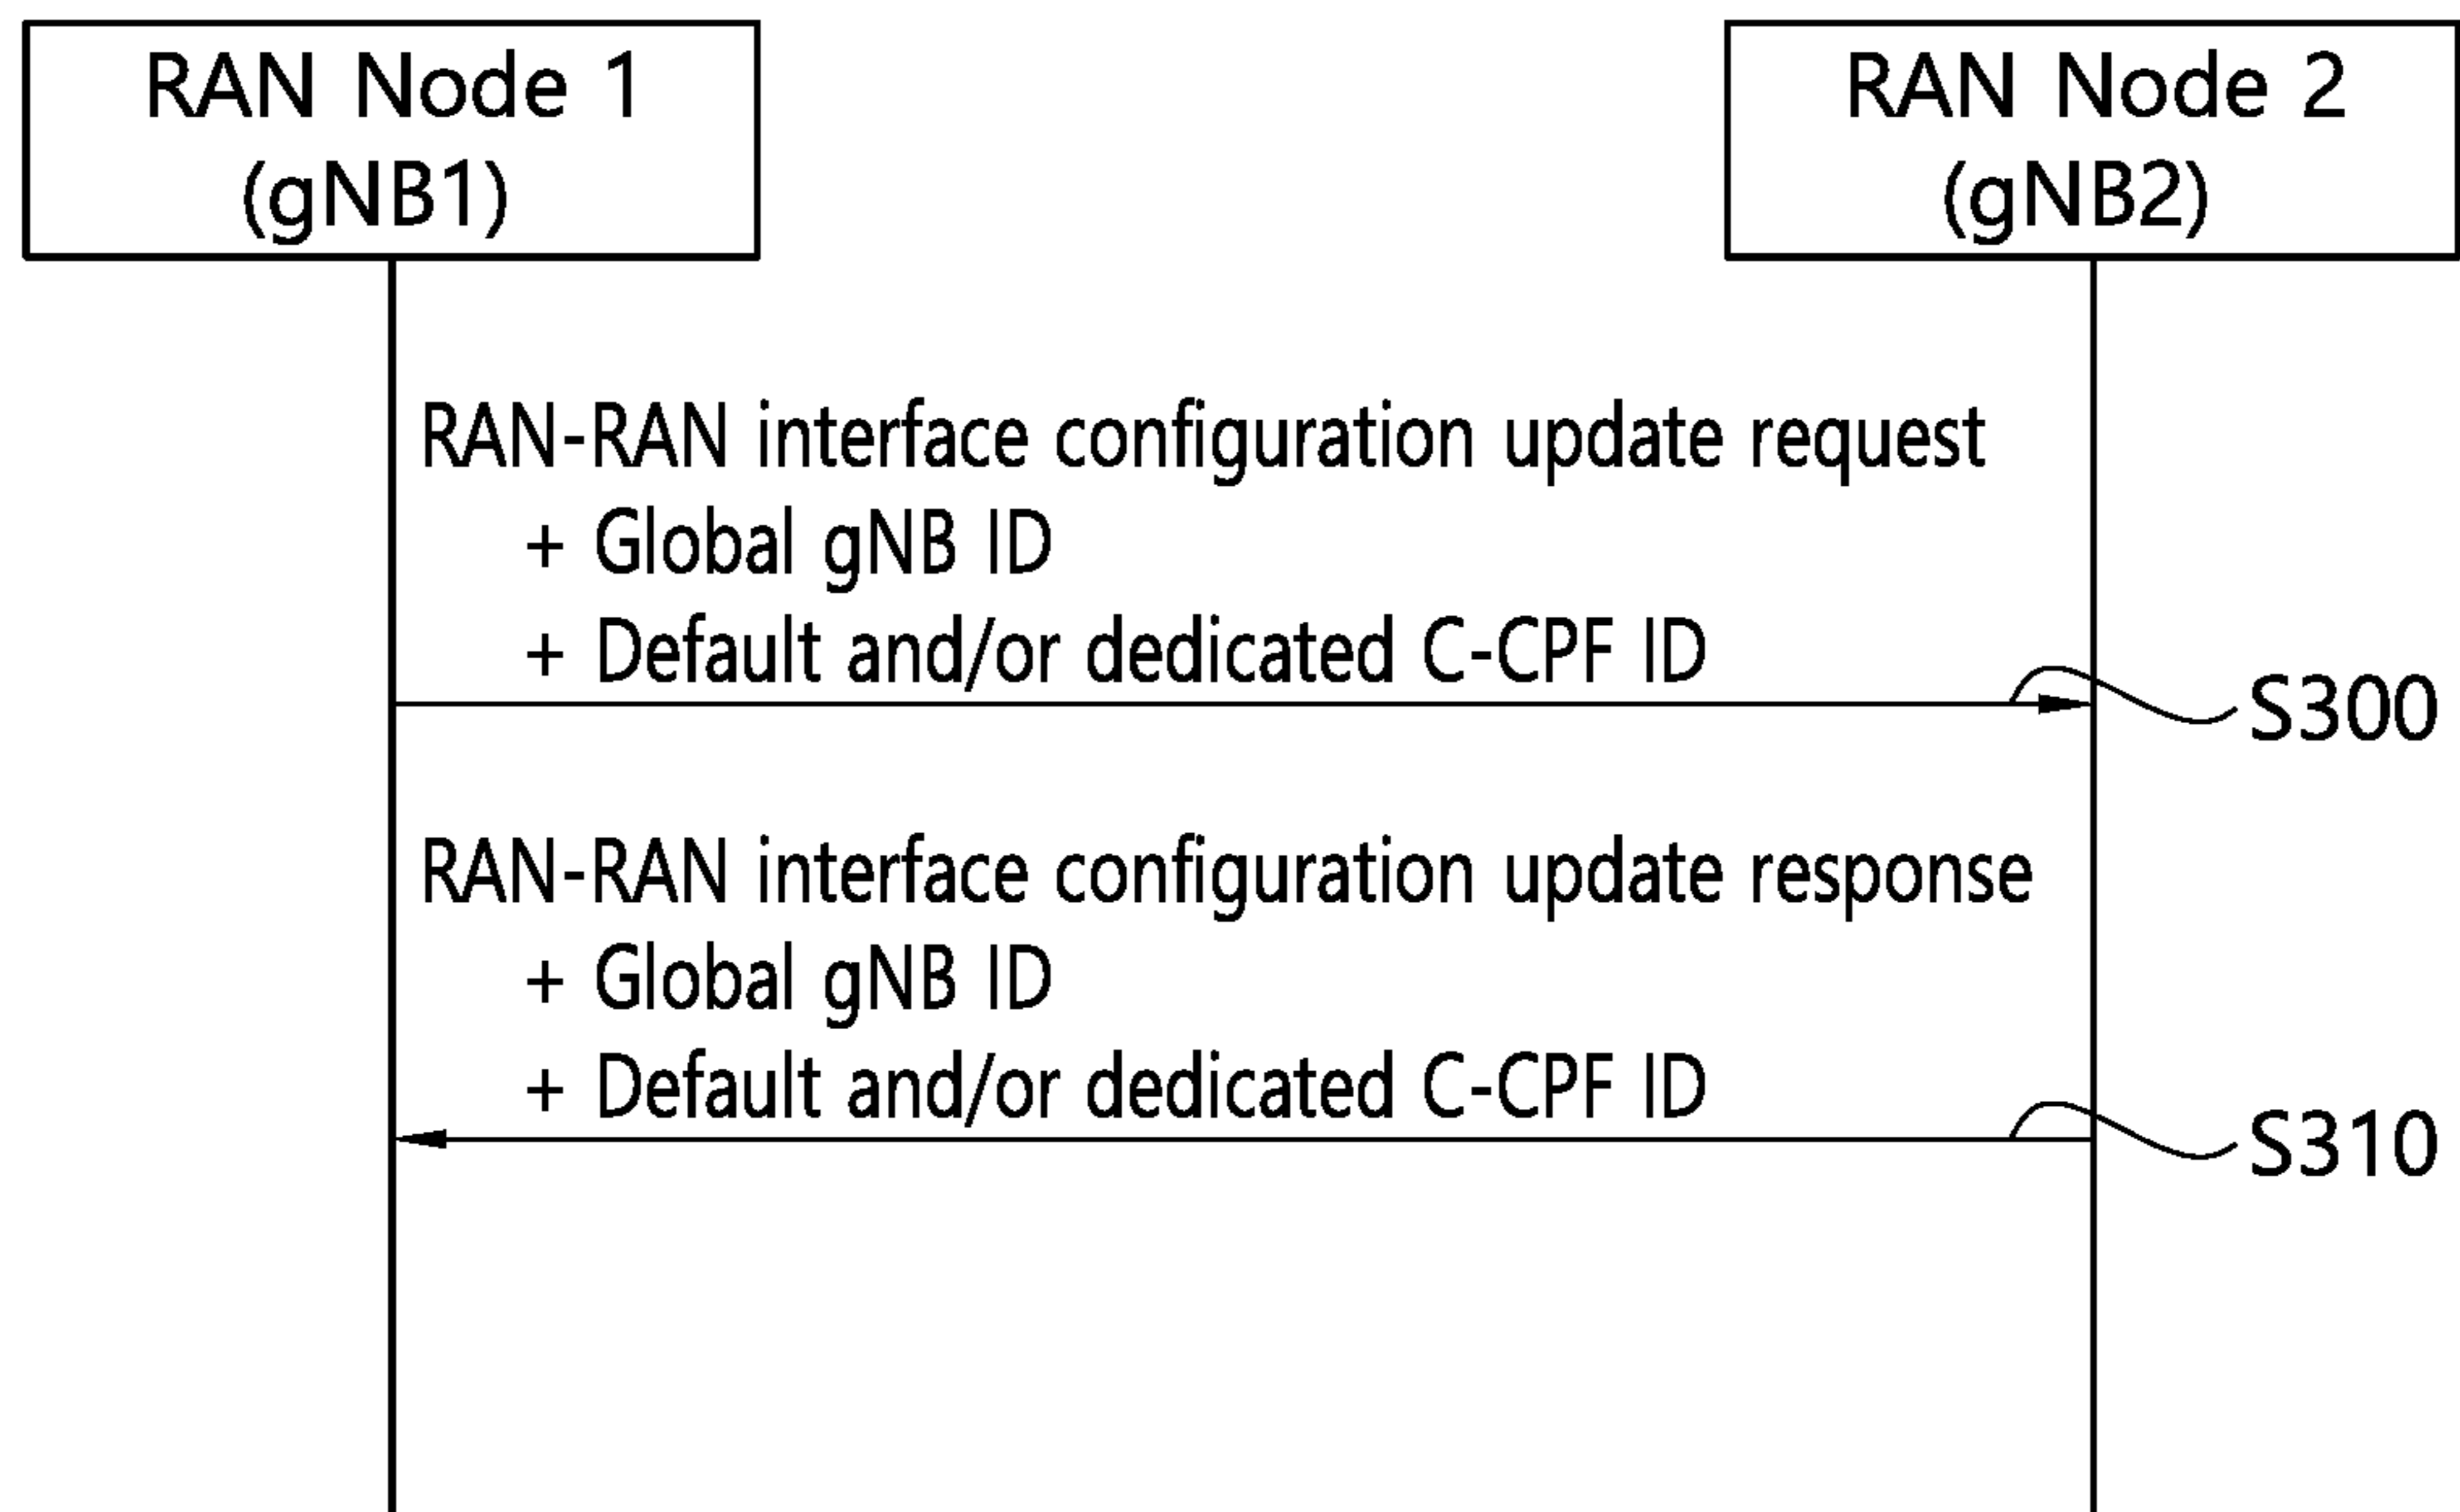 RAN Node 1
(gNB1)
RAN Node 2
(gNB2)
RAN-RAN interface configuration update request
+ Global gNB ID
+ Default and/or dedicated C-CPF ID
S300
RAN-RAN interface configuration update response
+ Global gNB ID
+ Default and/or dedicated C-CPF ID
S310